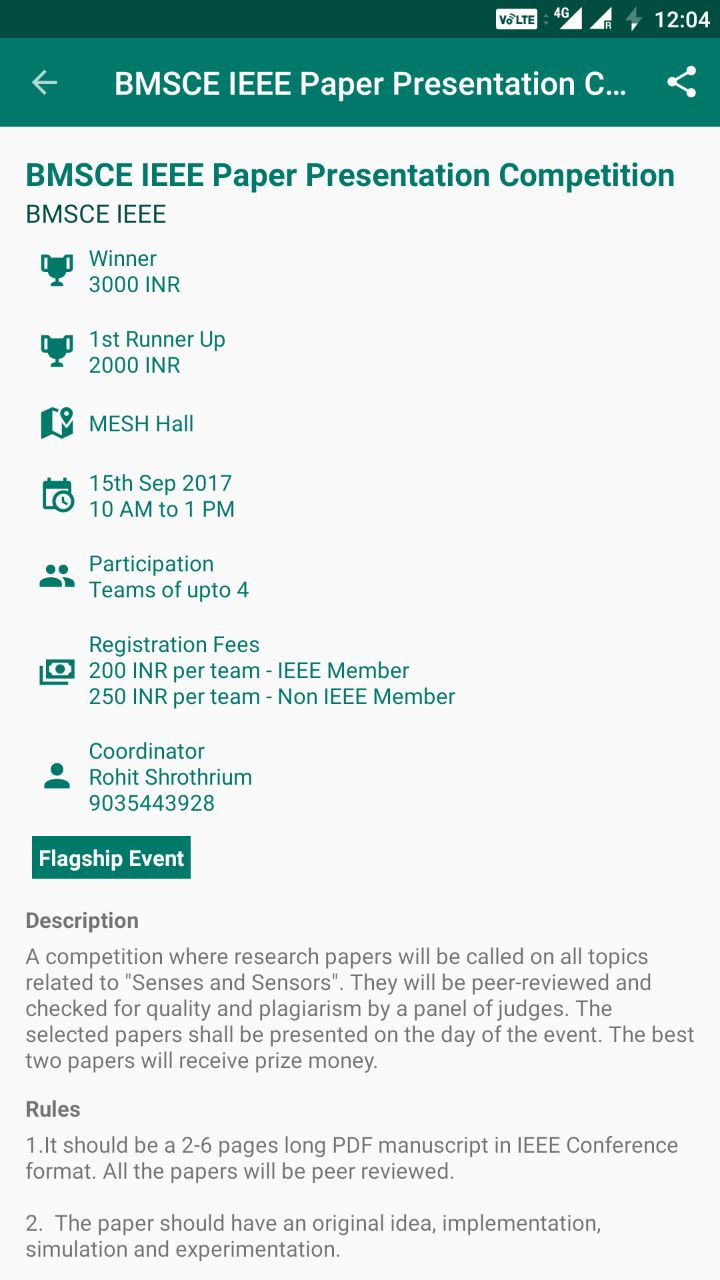 VoLTE 4G R 12:04
BMSCE IEEE Paper Presentation C...
BMSCE IEEE Paper Presentation Competition
BMSCE IEEE
Winner
3000 INR
1st Runner Up
2000 INR
MESH Hall
15th Sep 2017
10 AM to 1 PM
Participation
Teams of upto 4
Registration Fees
200 INR per team - IEEE Member
250 INR per team - Non IEEE Member
Coordinator
Rohit Shrothrium
9035443928
Flagship Event
Description
A competition where research papers will be called on all topics
related to "Senses and Sensors". They will be peer-reviewed and
checked for quality and plagiarism by a panel of judges. The
selected papers shall be presented on the day of the event. The best
two papers will receive prize money.
Rules
1.It should be a 2-6 pages long PDF manuscript in IEEE Conference
format. All the papers will be peer reviewed.
2.  The paper should have an original idea, implementation,
simulation and experimentation.